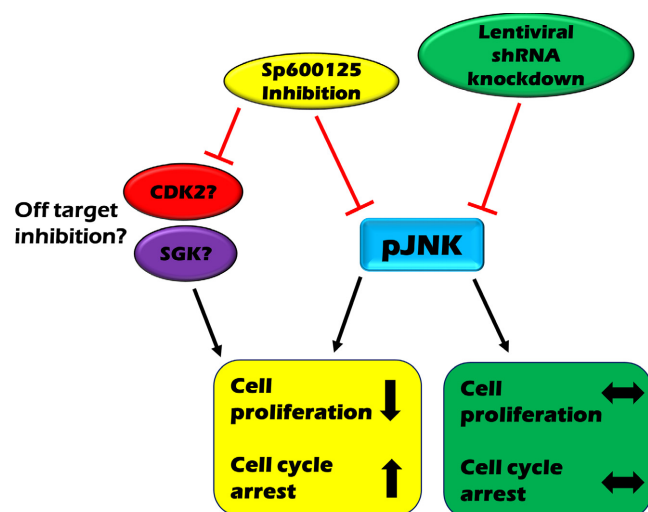 Lentiviral
shRNA
knockdown
Sp600125
Inhibition
CDK2?
Off target
inhibition?
SGK?
pJNK
Cell
proliferation
Cell cycle
arrest
Cell
proliferation
Cell cycle
arrest